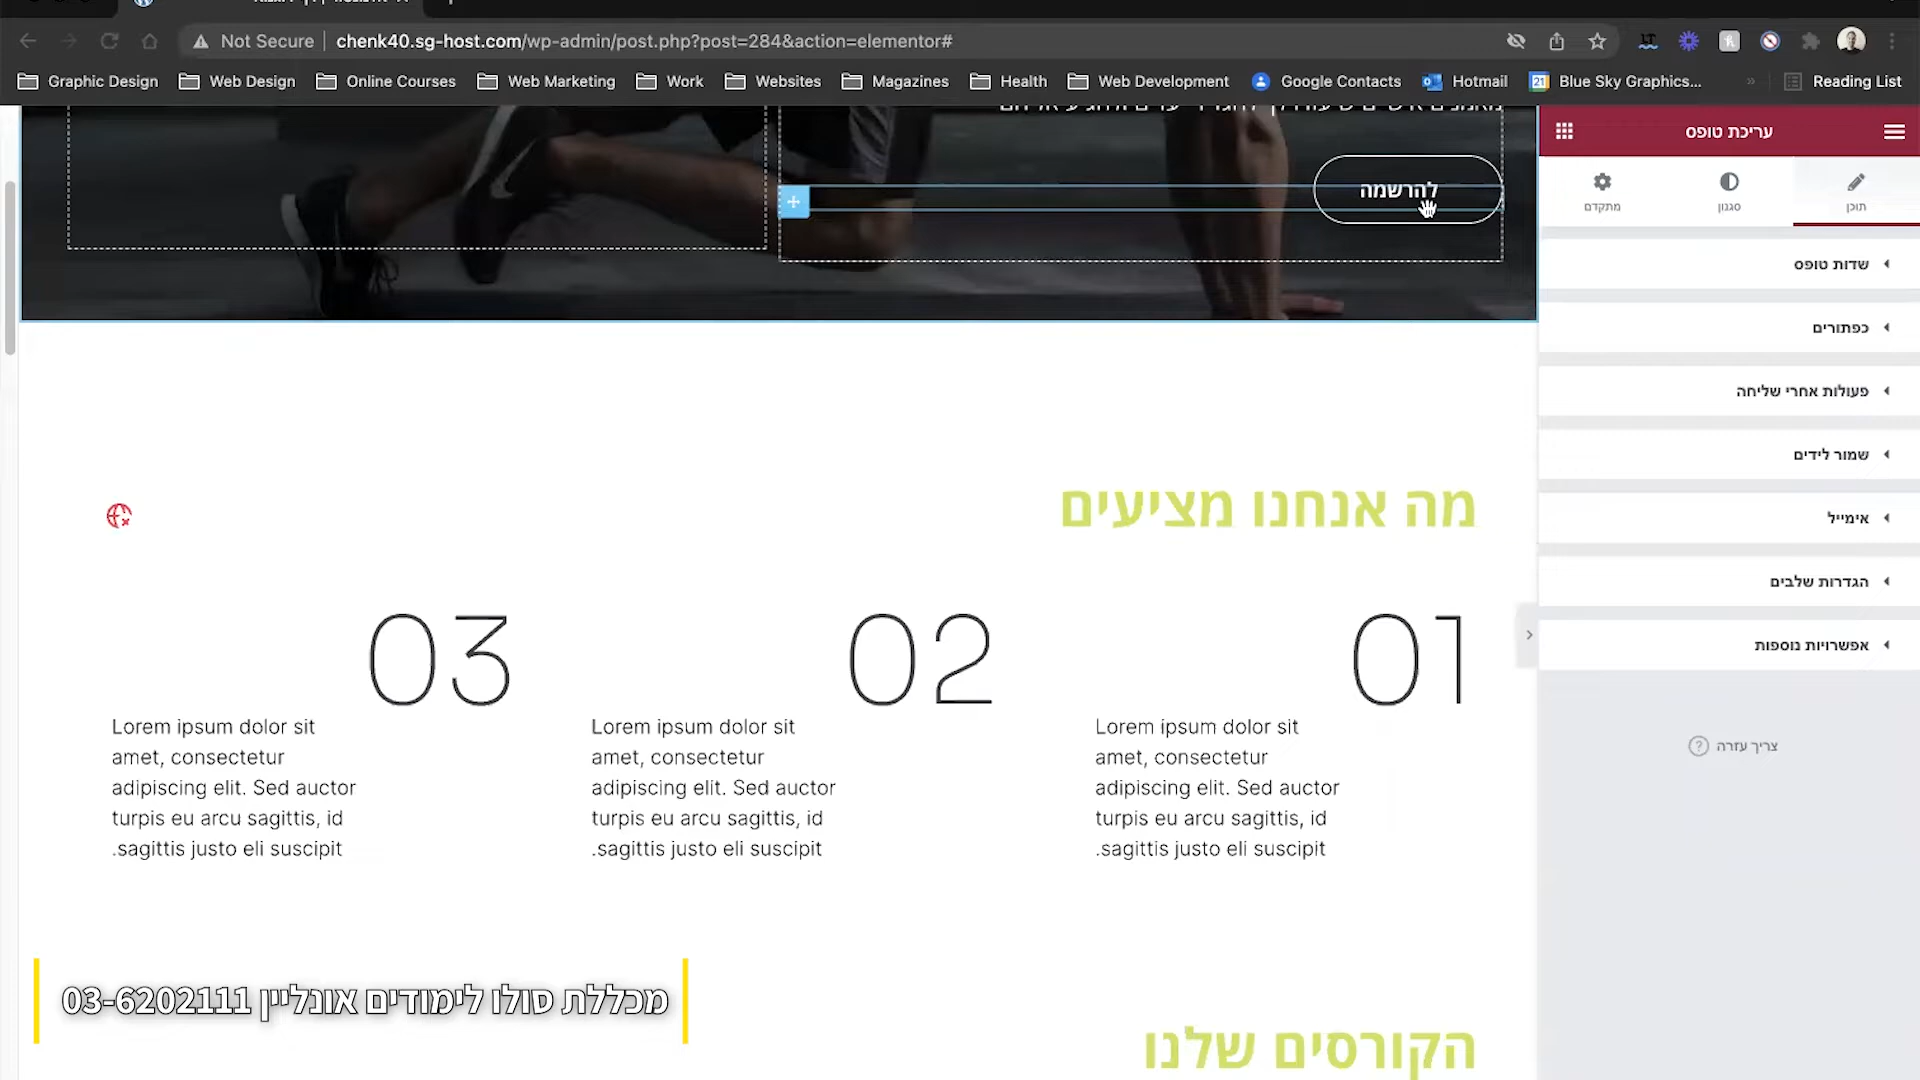 Not Secure
chenk40.sg-host.com/wp-admin/post.php?post=284&action=elementor#
Graphic Design
Web Design
Online Courses
Web Marketing
Work
Websites
Magazines
Health
Web Development
Google Contacts
Hotmail
Blue Sky Graphics...
»
Reading List
עריכת טופס
תוכן
סגנון
מתקדם
שדות טופס
כפתורים
פעולות אחרי שליחה
שמור לידים
אימייל
הגדרות שלבים
אפשרויות נוספות
צריך עזרה
להרשמה
מה אנחנו מציעים
01
Lorem ipsum dolor sit
amet, consectetur
adipiscing elit. Sed auctor
turpis eu arcu sagittis, id
.sagittis justo eli suscipit
02
Lorem ipsum dolor sit
amet, consectetur
adipiscing elit. Sed auctor
turpis eu arcu sagittis, id
.sagittis justo eli suscipit
03
Lorem ipsum dolor sit
amet, consectetur
adipiscing elit. Sed auctor
turpis eu arcu sagittis, id
.sagittis justo eli suscipit
הקורסים שלנו
מכללת סולו לימודים אונליין 03-6202111